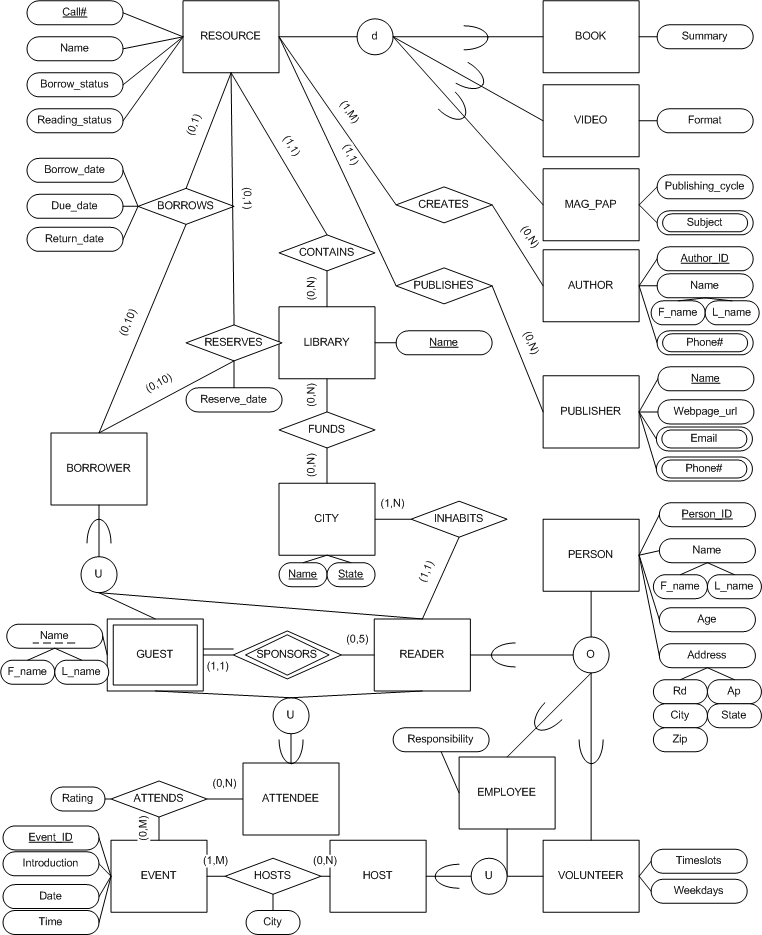 Call#
RESOURCE
d
BOOK
Summary
Name
Borrow_status
Reading_status
(0,1)
(1,1)
(1,M)
(1,1)
(0,1)
VIDEO
Format
Borrow_date
Due_date
Return_date
BORROWS
CREATES
(0,N)
MAG_PAP
Publishing_cycle
Subject
CONTAINS
(0,N)
PUBLISHES
(0,N)
AUTHOR
Author_ID
Name
F_name
L_name
Phone#
(0,10)
RESERVES
(0,10)
Reserve_date
LIBRARY
Name
(0,N)
FUNDS
(0,N)
PUBLISHER
Name
Webpage_url
Email
Phone#
BORROWER
CITY
(1,N)
INHABITS
(1,1)
Name
State
U
PERSON
Person_ID
Name
F_name
L_name
Age
Address
Rd
Ap
City
State
Zip
Name
F_name
L_name
GUEST
(1,1)
SPONSORS
(0,5)
READER
O
U
Responsibility
EMPLOYEE
Rating
ATTENDS
(0,N)
ATTENDEE
(0,M)
Event_ID
Introduction
Date
Time
EVENT
(1,M)
HOSTS
(0,N)
City
HOST
U
VOLUNTEER
Timeslots
Weekdays